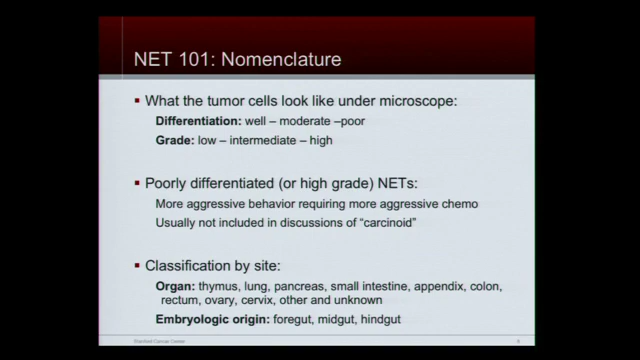 NET 101: Nomenclature
What the tumor cells look like under microscope:
Differentiation: well – moderate –poor
Grade: low – intermediate – high
Poorly differentiated (or high grade) NETs:
More aggressive behavior requiring more aggressive chemo
Usually not included in discussions of “carcinoid”
Classification by site:
Organ: thymus, lung, pancreas, small intestine, appendix, colon,
rectum, ovary, cervix, other and unknown
Embryologic origin: foregut, midgut, hindgut
Stanford Cancer Center